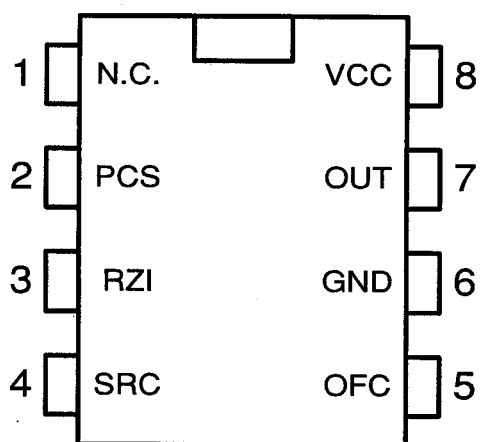 1 N.C. VCC 8
2 PCS OUT 7
3 RZI GND 6
4 SRC OFC 5